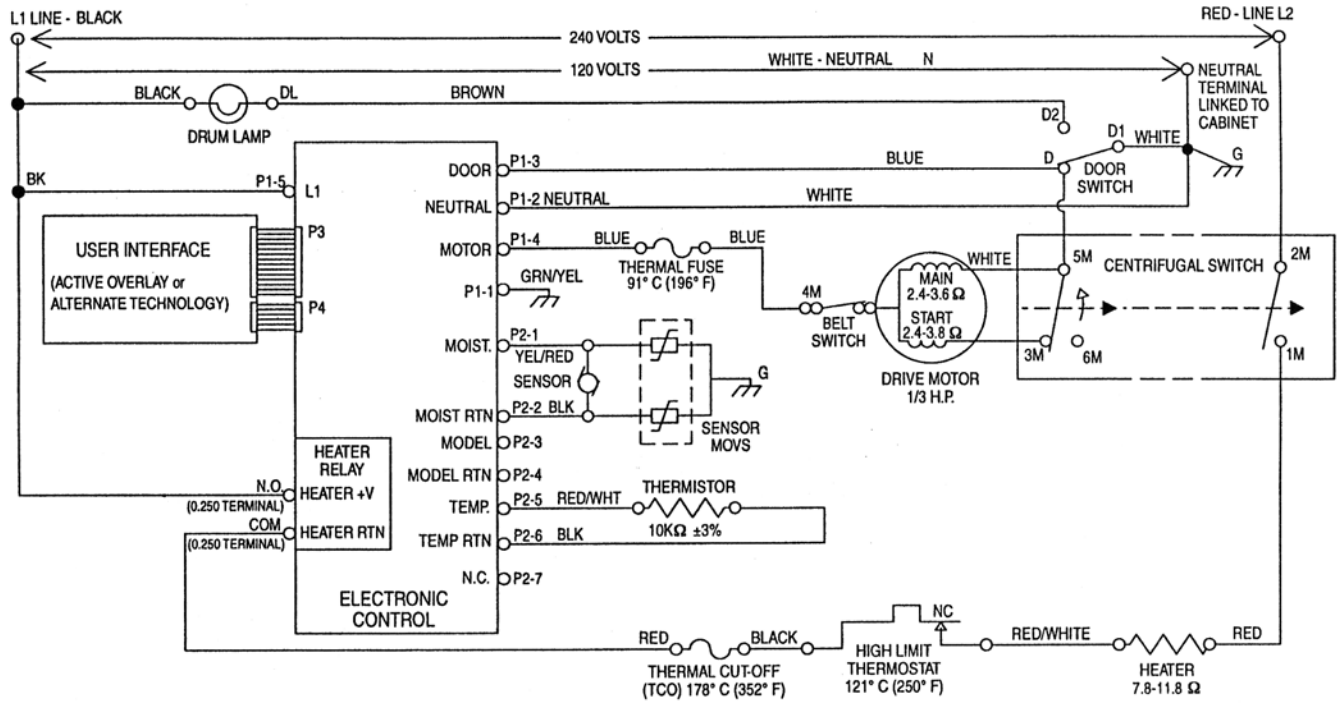 L1 LINE - BLACK
RED - LINE L2
240 VOLTS
WHITE - NEUTRAL N
120 VOLTS
NEUTRAL
TERMINAL
LINKED TO
CABINET
BLACK
DL
BROWN
DRUM LAMP
D2
D1
WHITE
G
D
DOOR
SWITCH
BK
P1-5
L1
DOOR
P1-3
BLUE
NEUTRAL
P1-2 NEUTRAL
WHITE
P3
USER INTERFACE
(ACTIVE OVERLAY or
ALTERNATE TECHNOLOGY)
P4
MOTOR
P1-4
BLUE
BLUE
THERMAL FUSE
91° C (196° F)
WHITE
5M
CENTRIFUGAL SWITCH
2M
MAIN
2.4-3.6 Ω
START
2.4-3.8 Ω
4M
BELT
SWITCH
3M
6M
1M
DRIVE MOTOR
1/3 H.P.
P1-1
GRN/YEL
MOIST.
P2-1
YEL/RED
SENSOR
G
MOIST RTN
P2-2 BLK
SENSOR
MOVS
MODEL
P2-3
MODEL RTN
P2-4
HEATER
RELAY
N.O.
(0.250 TERMINAL)
HEATER +V
COM
(0.250 TERMINAL)
HEATER RTN
TEMP.
P2-5
RED/WHT
THERMISTOR
10KΩ ±3%
TEMP RTN
P2-6
BLK
N.C.
P2-7
ELECTRONIC
CONTROL
RED
BLACK
THERMAL CUT-OFF
(TCO) 178° C (352° F)
NC
HIGH LIMIT
THERMOSTAT
121° C (250° F)
RED/WHITE
RED
HEATER
7.8-11.8 Ω